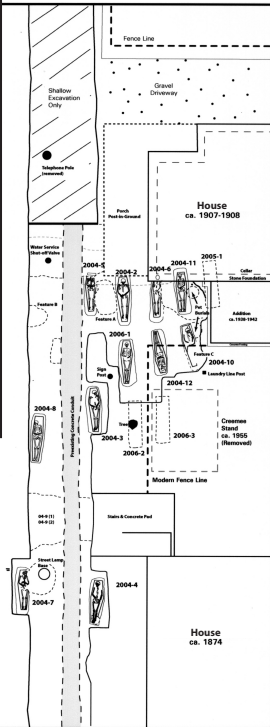 Fence Line
Shallow
Excavation
Only
Gravel
Driveway
Telephone Pole
(removed)
House
ca. 1907-1908
Porch
Post-in-Ground
Water Service
Shut-off Valve
2004-5
2004-2
2004-6
2004-11
2005-1
Cellar
Stone Foundation
Pet
Burials
Feature B
Feature A
Addition
ca. 1938-1942
2006-1
Feature C
2004-10
Laundry Line Post
Sign
Post
2004-12
2004-8
Preexisting Concrete Conduit
2004-3
Tree
2006-2
2006-3
Creemee
Stand
ca. 1955
(Removed)
Modern Fence Line
04-9 (1)
04-9 (2)
Stairs & Concrete Pad
Street Lamp
Base
2004-7
2004-4
House
ca. 1874